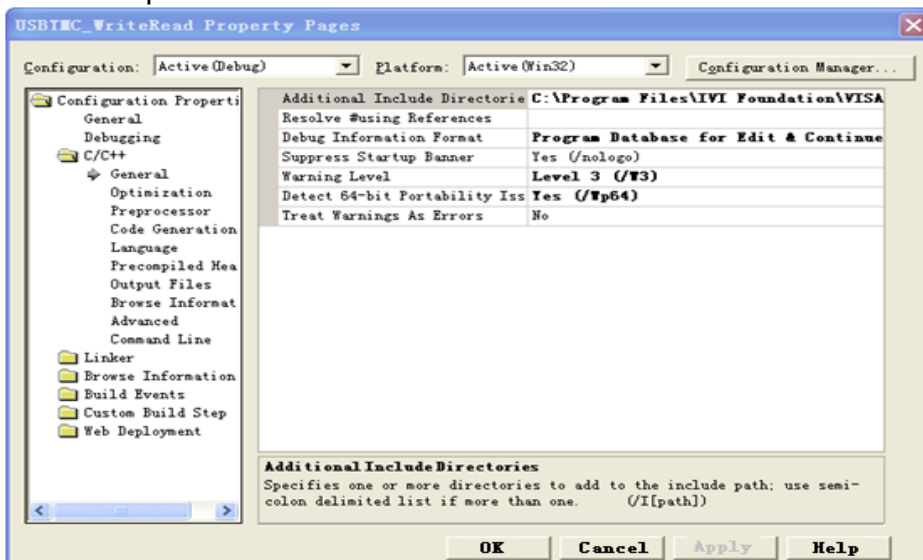 USBTMC_WriteRead Property Pages
Configuration: Active(Debug) Platform: Active(Win32) Configuration Manager...
Configuration Properti
General
Debugging
C/C++
General
Optimization
Preprocessor
Code Generation
Language
Precompiled Hea
Output Files
Browse Informat
Advanced
Command Line
Linker
Browse Information
Build Events
Custom Build Step
Web Deployment
Additional Include Directorie C:\Program Files\IVI Foundation\VISA
Resolve #using References
Debug Information Format Program Database for Edit & Continue
Suppress Startup Banner Yes (/nologo)
Warning Level Level 3 (/W3)
Detect 64-bit Portability Iss Yes (/Wp64)
Treat Warnings As Errors No
Additional Include Directories
Specifies one or more directories to add to the include path; use semi-
colon delimited list if more than one. (/I[path])
OK Cancel Apply Help